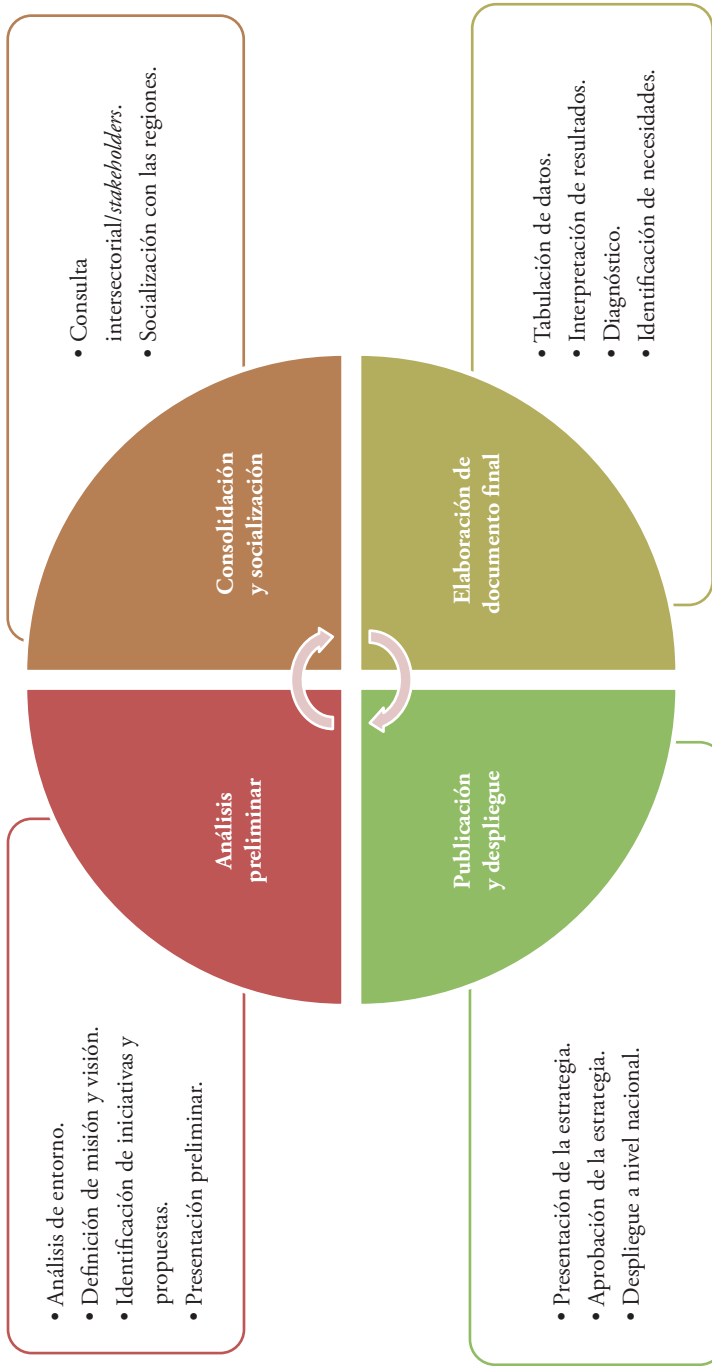 • Análisis de entorno.
• Definición de misión y visión.
• Identificación de iniciativas y
propuestas.
• Presentación preliminar.
Análisis
preliminar
Consolidación
y socialización
• Consulta
intersectorial/stakeholders.
• Socialización con las regiones.
Elaboración de
documento final
• Tabulación de datos.
• Interpretación de resultados.
• Diagnóstico.
• Identificación de necesidades.
Publicación
y despliegue
• Presentación de la estrategia.
• Aprobación de la estrategia.
• Despliegue a nivel nacional.